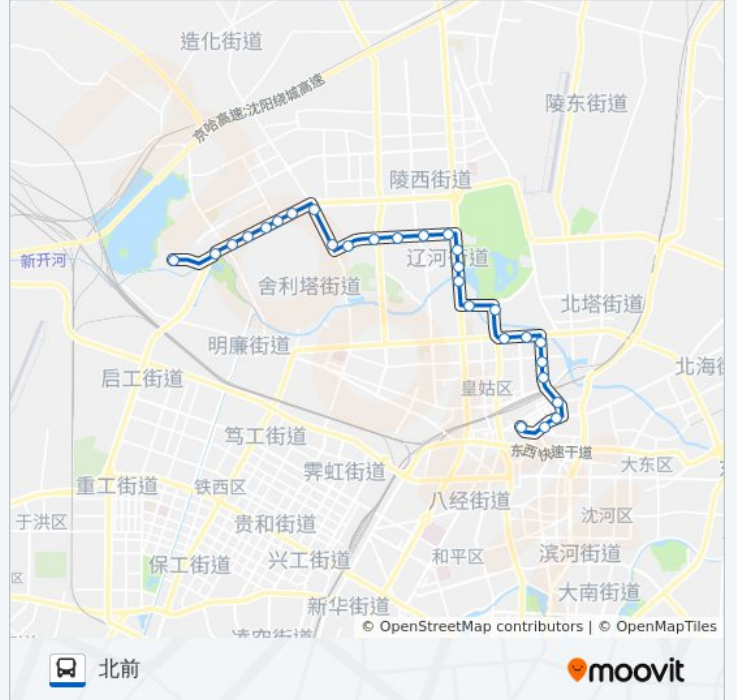 造化街道
京哈高速;沈阳绕城高速
陵东街道
陵西街道
新开河
辽河街道
舍利塔街道
北塔街道
明廉街道
北海街
启工街道
皇姑区
笃工街道
东西快速干道
霁虹街道
大东区
重工街道
铁西区
八经街道
于洪区
贵和街道
沈河区
保工街道
兴工街道
和平区
滨河街道
区
大南街道
新华街道
凌空街道
© OpenStreetMap contributors | © OpenMapTiles
北前
moovit